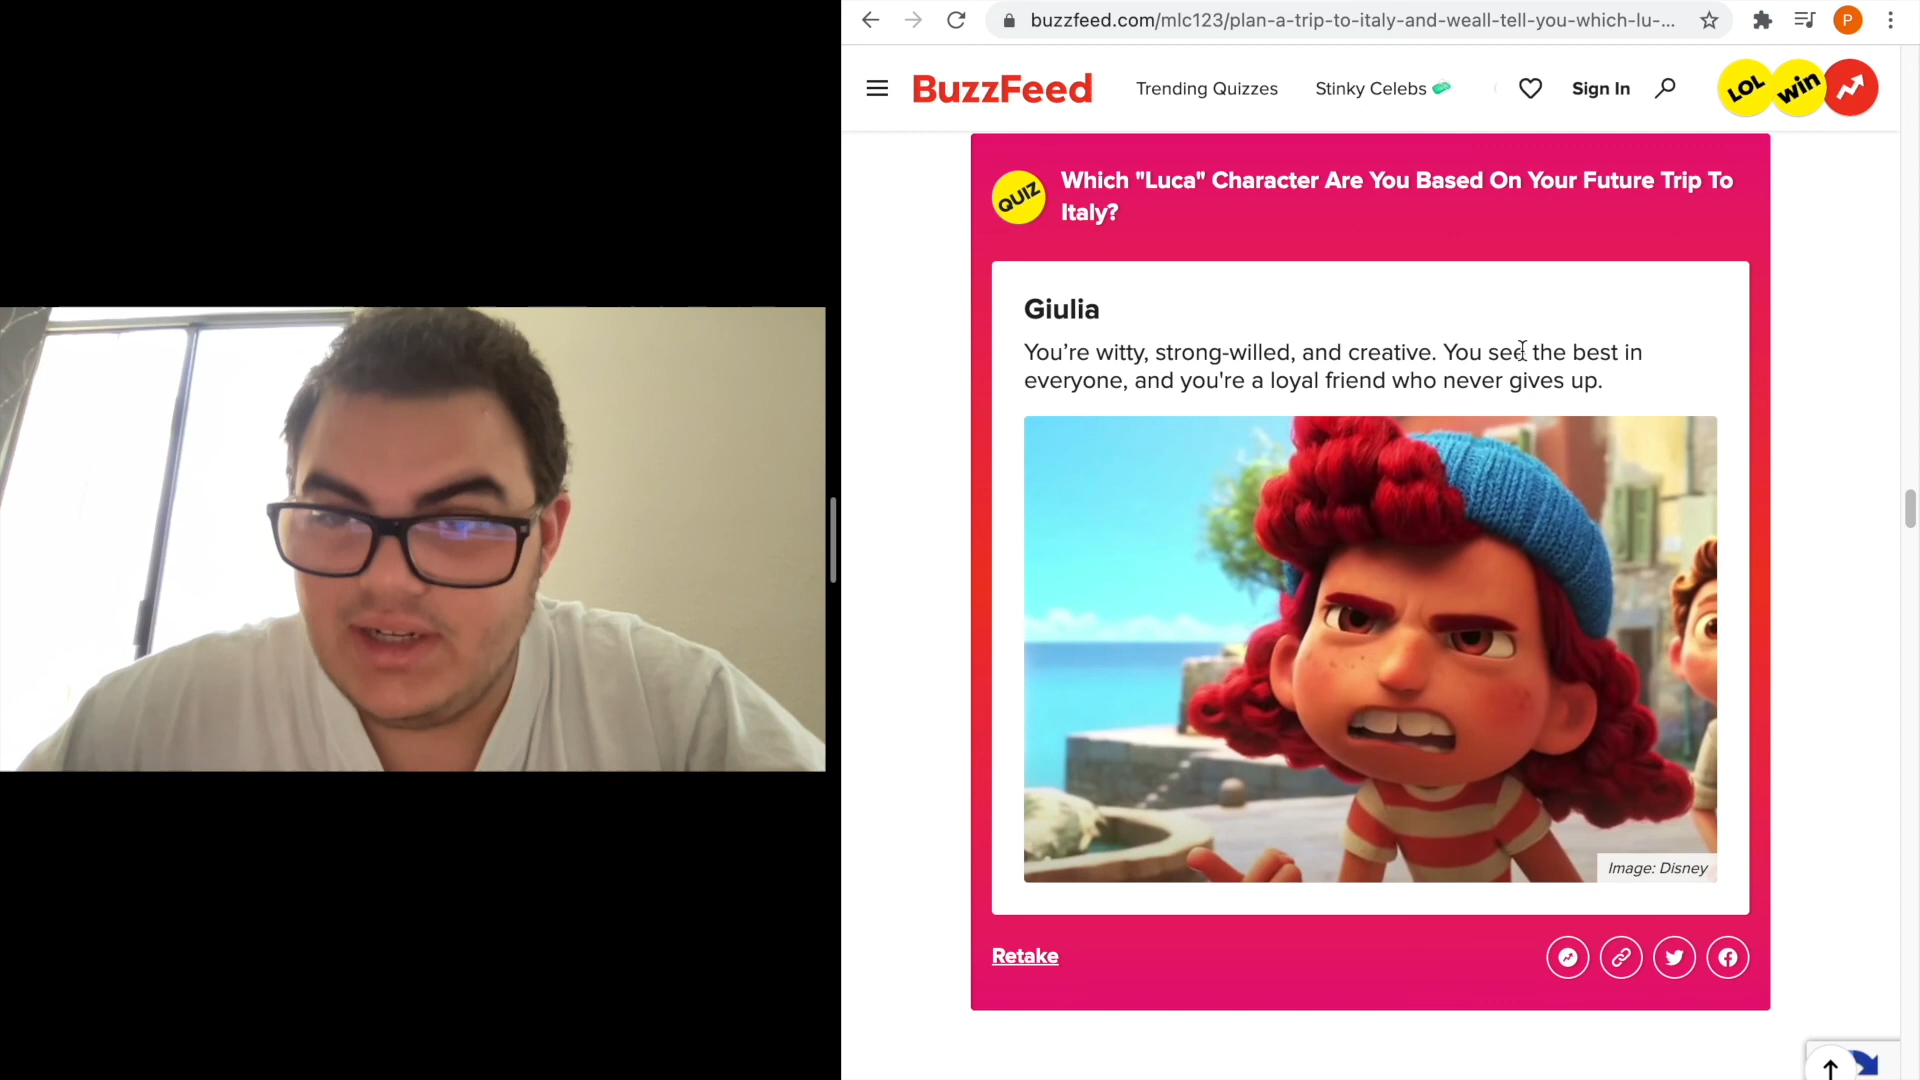 buzzfeed.com/mlc123/plan-a-trip-to-italy-and-weall-tell-you-which-lu-...
P
BuzzFeed
Trending Quizzes
Stinky Celebs
Sign In
LOL
win
QUIZ
Which "Luca" Character Are You Based On Your Future Trip To
Italy?
Giulia
You’re witty, strong-willed, and creative. You see the best in
everyone, and you're a loyal friend who never gives up.
Image: Disney
Retake